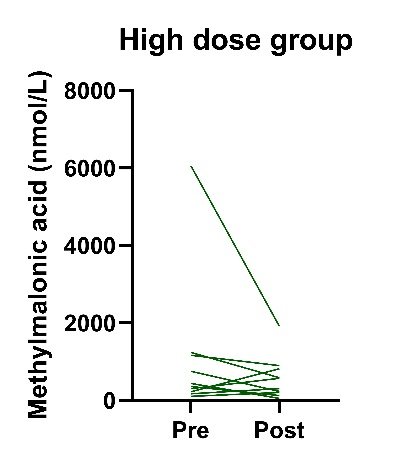 High dose group
Methylmalonic acid (nmol/L)
8000
6000
4000
2000
0
Pre Post